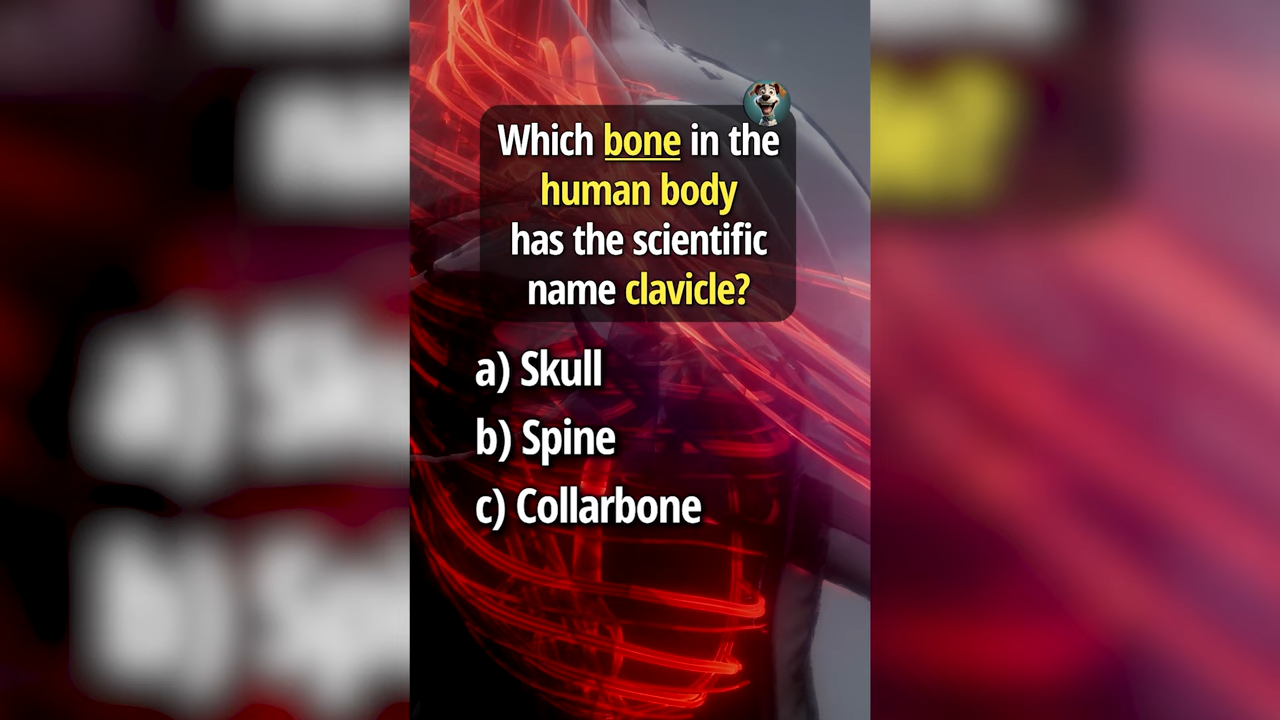 Which bone in the
human body
has the scientific
name clavicle?
a) Skull
b) Spine
c) Collarbone